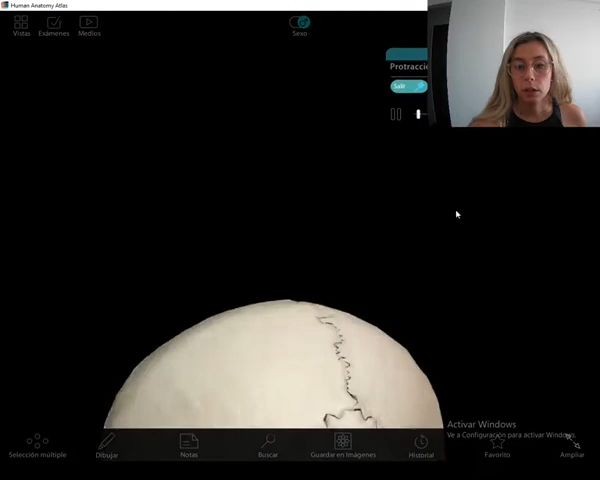 Human Anatomy Atlas
Vistas
Exámenes
Medios
Sexo
Protracció
Salir
Activar Windows
Ve a Configuración para activar Windows.
Selección múltiple
Dibujar
Notas
Buscar
Guardar en Imágenes
Historial
Favorito
Ampliar